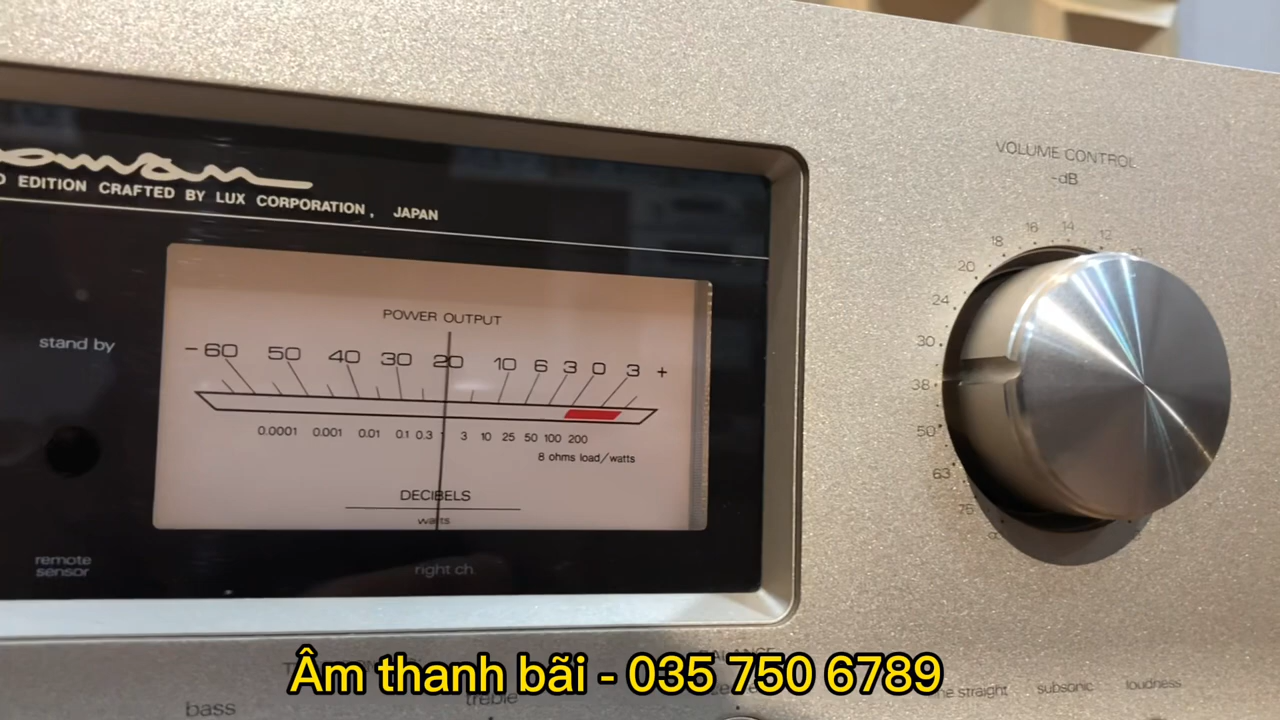 EDITION CRAFTED BY LUX CORPORATION, JAPAN
VOLUME CONTROL
-dB
POWER OUTPUT
- 60 50 40 30 20 10 6 3 0 3 +
0.0001 0.001 0.01 0.1 0.3 1 3 10 25 50 100 200
8 ohms load/watts
DECIBELS
watts
stand by
remote
sensor
right ch.
12
14
16
18
20
24
30
38
50
63
75
∞
BALANCE
bass
treble
straight
subsonic
loudness
Âm thanh bãi - 035 750 6789